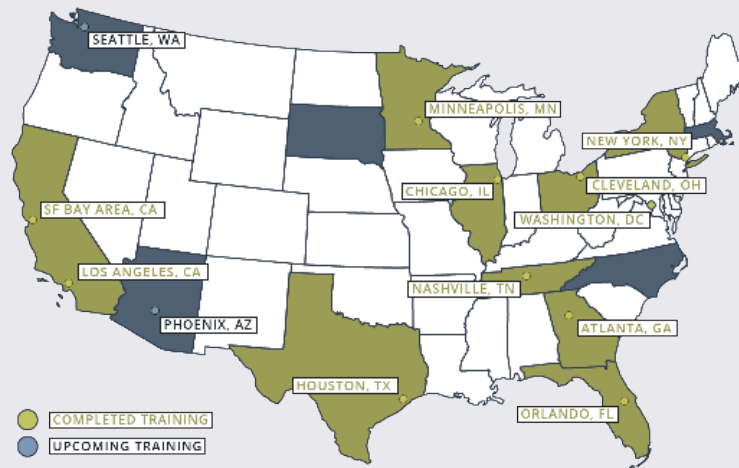 SEATTLE, WA
MINNEAPOLIS, MN
NEW YORK, NY
CHICAGO, IL
CLEVELAND, OH
SF BAY AREA, CA
WASHINGTON, DC
LOS ANGELES, CA
NASHVILLE, TN
PHOENIX, AZ
ATLANTA, GA
HOUSTON, TX
ORLANDO, FL
COMPLETED TRAINING
UPCOMING TRAINING